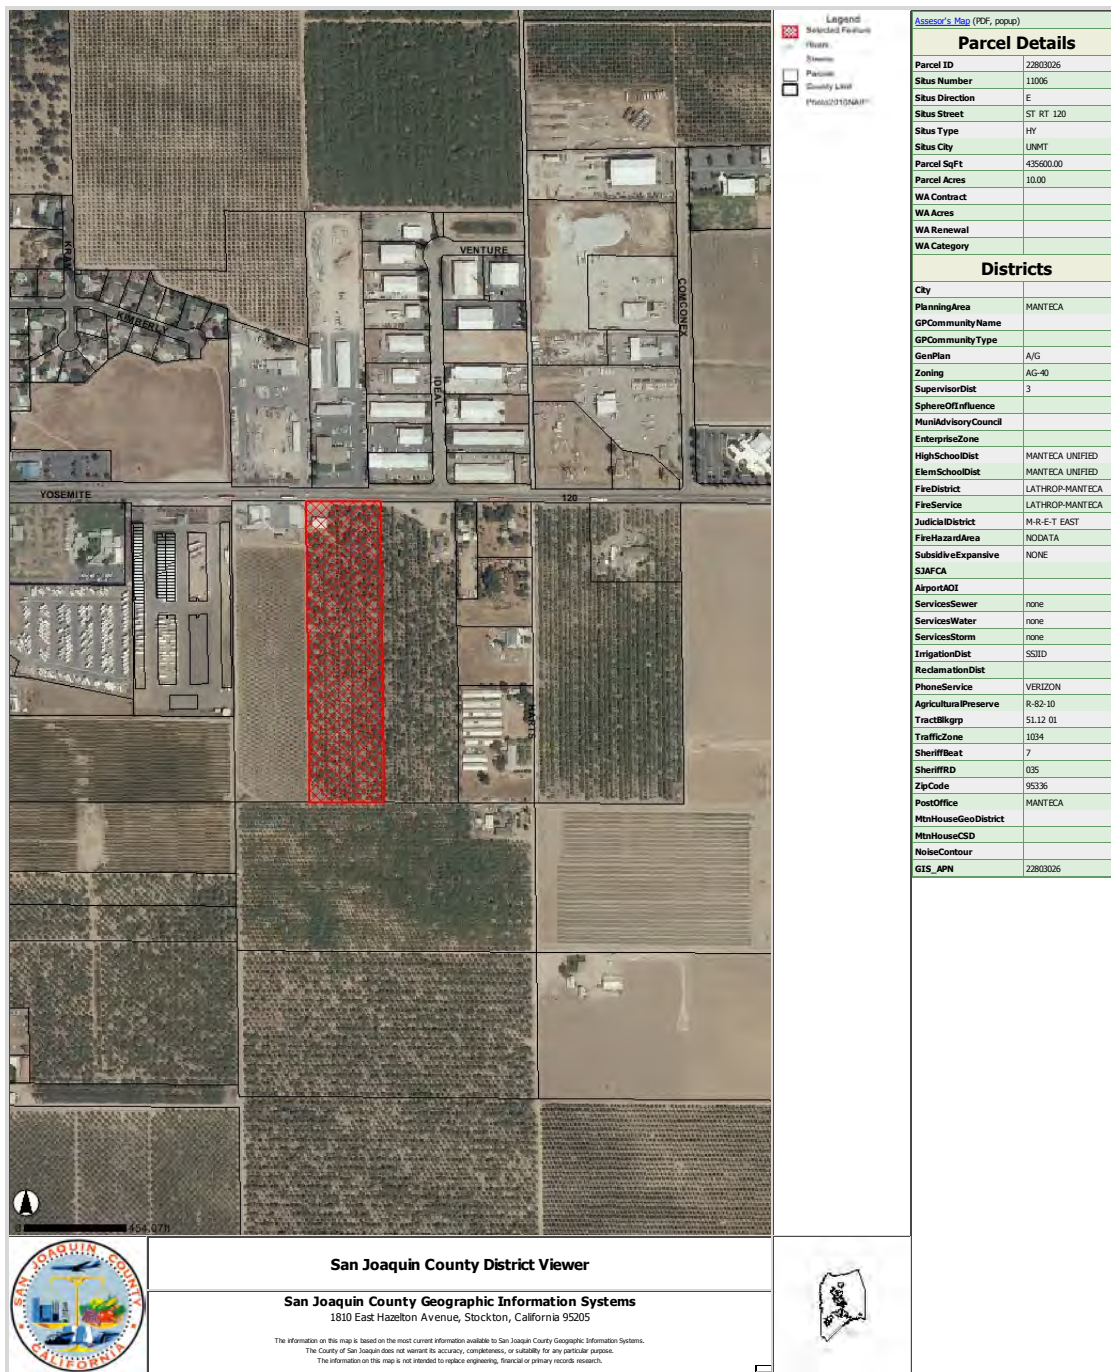 Legend
Selected Feature
Rivers
Streams
Parcels
County Limit
Assesor's Map (PDF, popup)
Parcel Details
Parcel ID 22803026
Situs Number 11006
Situs Direction E
Situs Street ST RT 120
Situs Type HY
Situs City UNMT
Parcel SqFt 435600.00
Parcel Acres 10.00
WA Contract
WA Acres
WA Renewal
WA Category
Districts
City
PlanningArea MANTECA
GPCommunityName
GPCommunityType
GenPlan A/G
Zoning AG-40
SupervisorDist 3
SphereOfInfluence
MuniAdvisoryCouncil
EnterpriseZone
HighSchoolDist MANTECA UNIFIED
ElemSchoolDist MANTECA UNIFIED
FireDistrict LATHROP-MANTECA
FireService LATHROP-MANTECA
JudicialDistrict M-R-E-T EAST
FireHazardArea NODATA
SubsidiveExpansive NONE
SJAFCA
AirportAOI
ServicesSewer none
ServicesWater none
ServicesStorm none
IrrigationDist SSJID
ReclamationDist
PhoneService VERIZON
AgriculturalPreserve R-82-10
TractBlkgrp 51.12 01
TrafficZone 1034
SheriffBeat 7
SheriffRD 035
ZipCode 95336
PostOffice MANTECA
MtnHouseGeoDistrict
MtnHouseCSD
NoiseContour
GIS_APN 22803026
VENTURE
KIMBERLY
COMCONEX
IDEAL
YOSEMITE
120
HARTS
0 454.07ft
SAN JOAQUIN COUNTY
CALIFORNIA
San Joaquin County District Viewer
San Joaquin County Geographic Information Systems
1810 East Hazelton Avenue, Stockton, California 95205
The information on this map is based on the most current information available to San Joaquin County Geographic Information Systems.
The County of San Joaquin does not warrant its accuracy, completeness, or suitability for any particular purpose.
The information on this map is not intended to replace engineering, financial or primary records research.